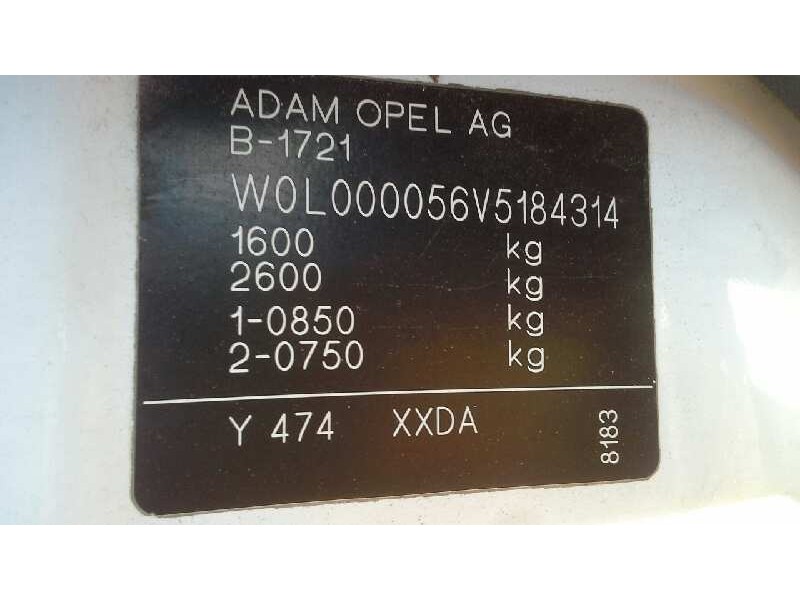 ADAM OPEL AG
B-1721
W0L000056V5184314
1600 kg
2600 kg
1-0850 kg
2-0750 kg
Y 474 XXDA
8183